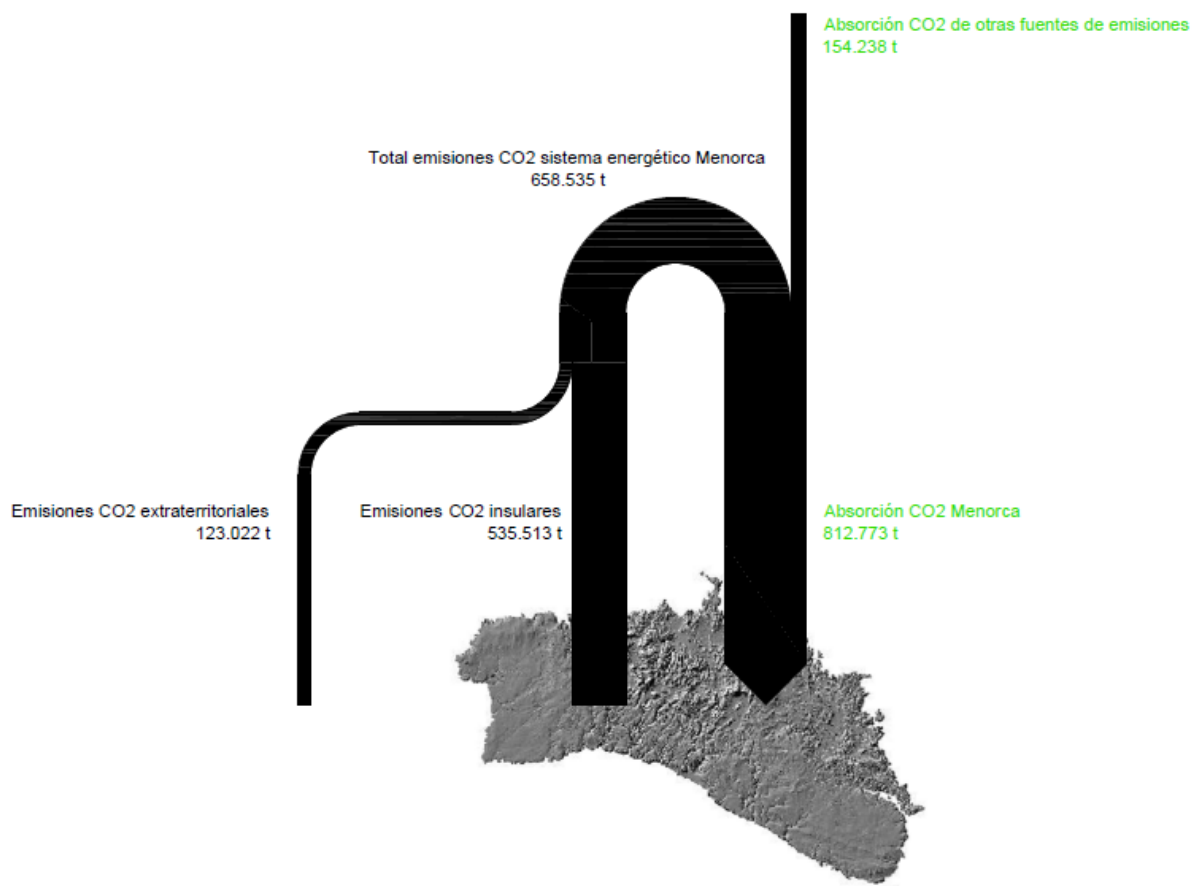 Absorción CO2 de otras fuentes de emisiones
154.238 t
Total emisiones CO2 sistema energético Menorca
658.535 t
Emisiones CO2 extraterritoriales
123.022 t
Emisiones CO2 insulares
535.513 t
Absorción CO2 Menorca
812.773 t